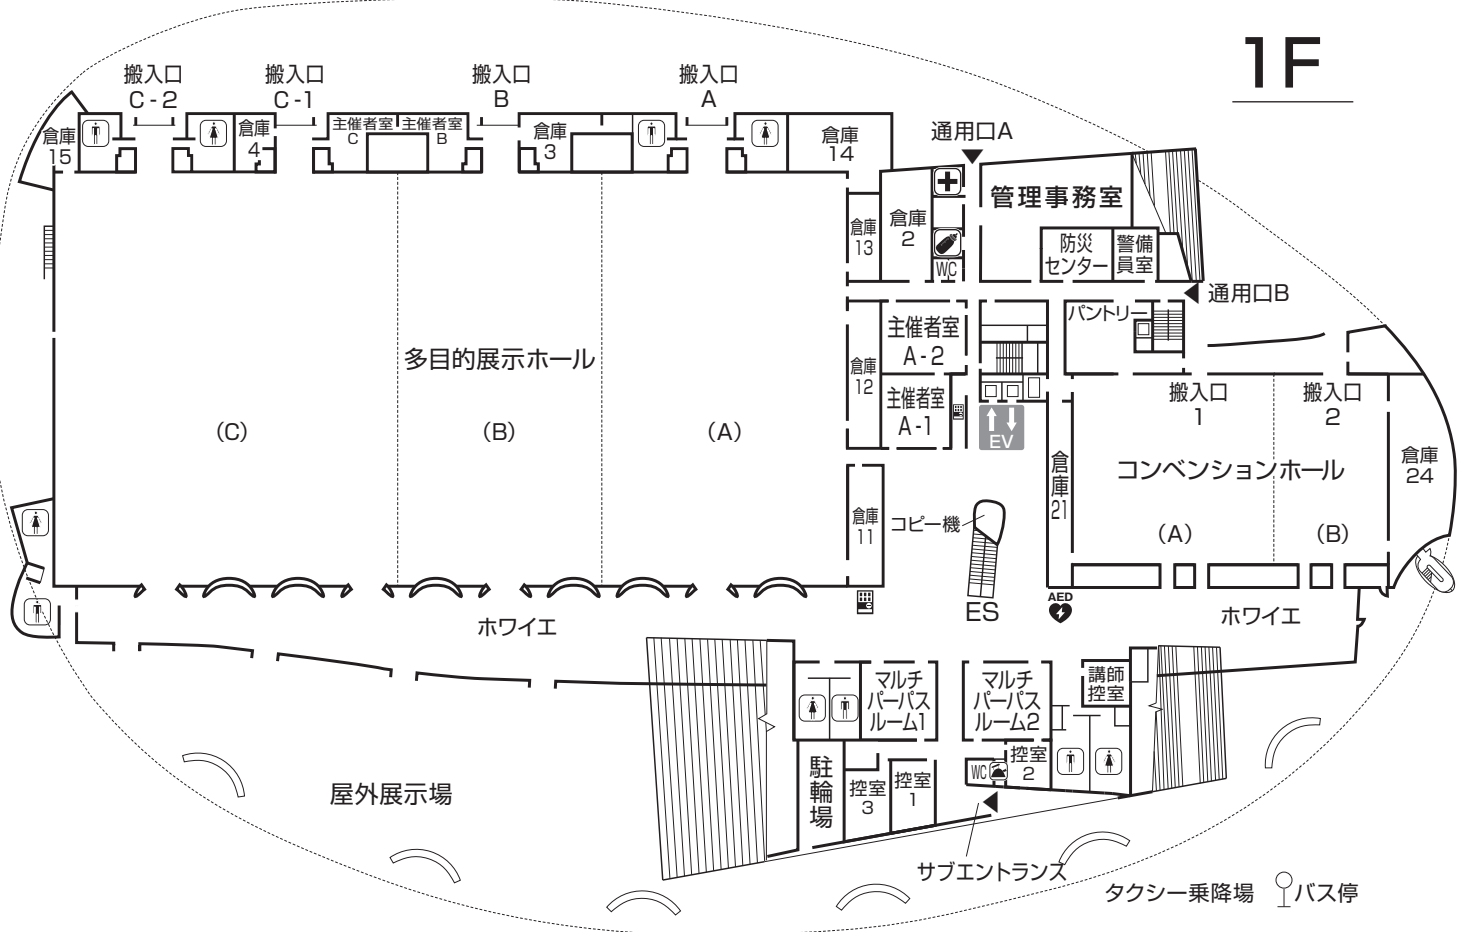 1F
搬入口
C-2
搬入口
C-1
搬入口
B
搬入口
A
倉庫
15
倉庫
4
主催者室
C
主催者室
B
倉庫
3
倉庫
14
通用口A
管理事務室
倉庫
2
倉庫
13
WC
防災
センター
警備
員室
通用口B
パントリー
主催者室
A-2
主催者室
A-1
倉庫
12
EV
多目的展示ホール
(C)
(B)
(A)
搬入口
1
搬入口
2
コンベンションホール
(A)
(B)
倉庫
24
倉庫
21
倉庫
11
コピー機
ES
AED
ホワイエ
ホワイエ
マルチ
パーパス
ルーム1
マルチ
パーパス
ルーム2
講師
控室
駐輪場
控室
3
控室
1
WC
控室
2
屋外展示場
サブエントランス
タクシー乗降場
バス停